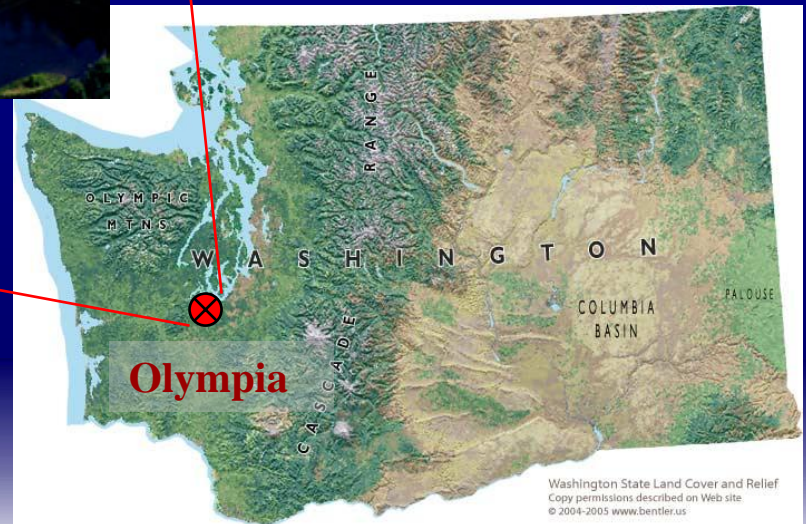 OLYMPIC
MTNS
RANGE
WASHINGTON
PALOUSE
COLUMBIA
BASIN
CASCADE
Olympia
Washington State Land Cover and Relief
Copy permissions described on Web site
© 2004-2005 www.bentler.us